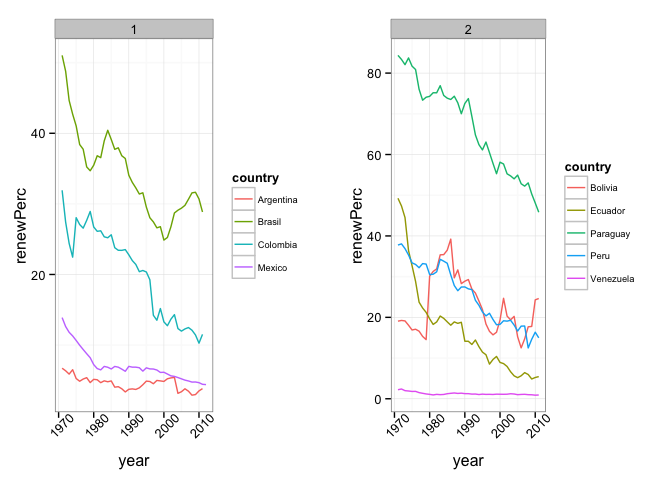 1
renewPerc
40
20
1970
1980
1990
2000
2010
year
country
Argentina
Brasil
Colombia
Mexico
2
renewPerc
80
60
40
20
0
1970
1980
1990
2000
2010
year
country
Bolivia
Ecuador
Paraguay
Peru
Venezuela